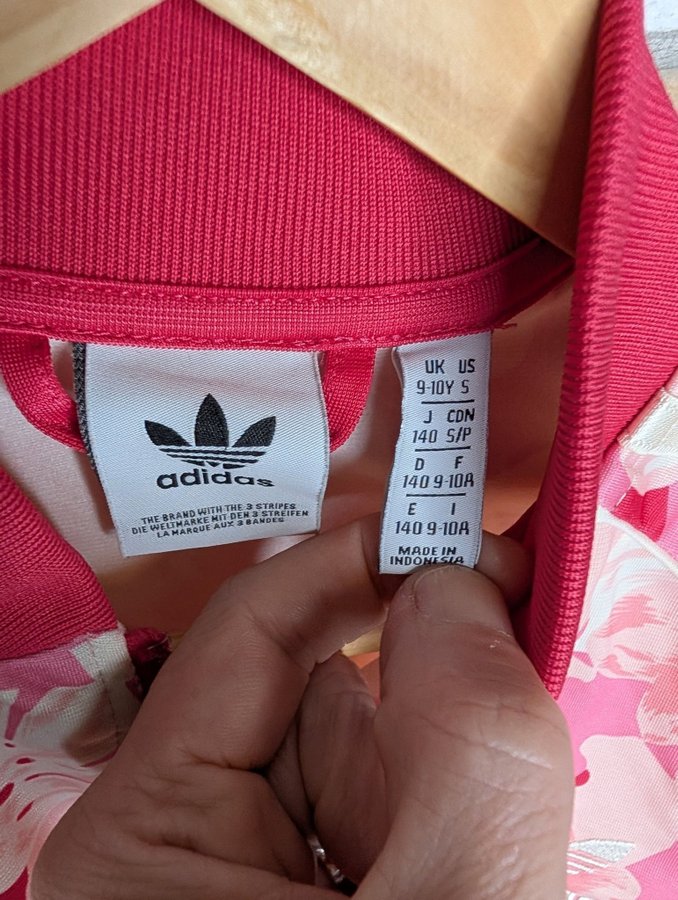 adidas
THE BRAND WITH THE 3 STRIPES
DIE WELTMARKE MIT DEN 3 STREIFEN
LA MARQUE AUX 3 BANDES
UK US
9-10Y S
J CDN
140 S/P
D F
140 9-10A
E I
140 9-10A
MADE IN
INDONESIA